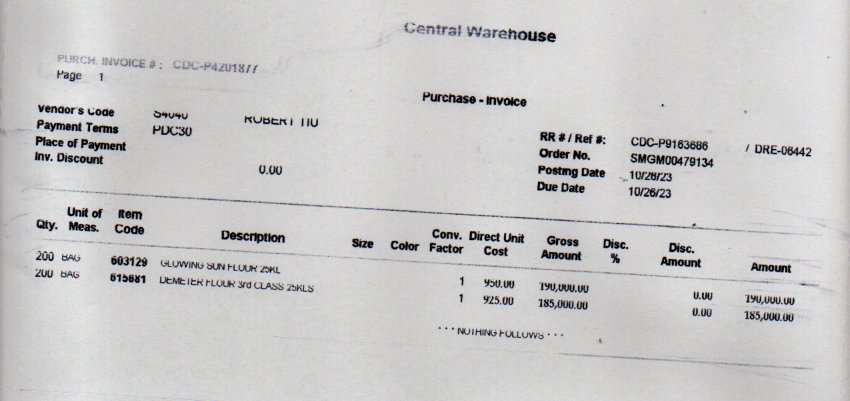 Central Warehouse
PURCH. INVOICE # : CDC-P4201877
Page 1
Purchase - Invoice
Vendor's Code S4040 ROBERT TIU
Payment Terms PDC30
Place of Payment
Inv. Discount 0.00
RR # / Ref #: CDC-P9163686 / DRE-06442
Order No. SMGM00479134
Posting Date 10/26/23
Due Date 10/26/23
Qty. Unit of Meas. Item Code Description Size Color Conv. Factor Direct Unit Cost Gross Amount Disc. % Disc. Amount Amount
200 BAG 603129 GLOWING SUN FLOUR 25KL 1 950.00 190,000.00 0.00 190,000.00
200 BAG 615681 DEMETER FLOUR 3rd CLASS 25KLS 1 925.00 185,000.00 0.00 185,000.00
* * * NOTHING FOLLOWS * * *